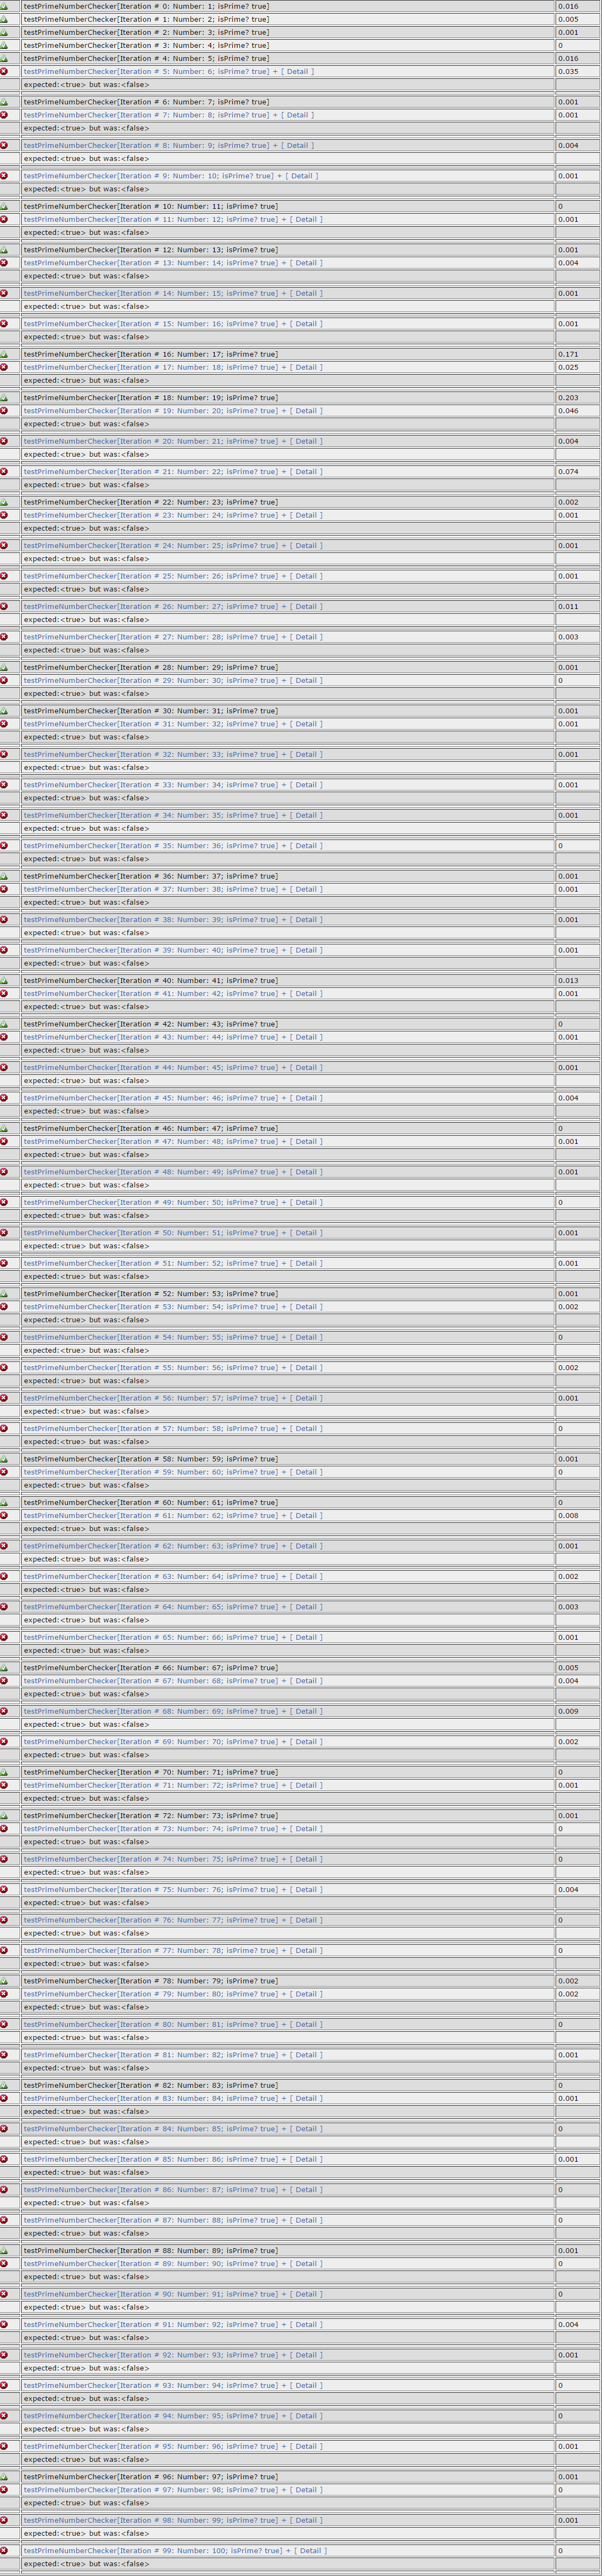 testPrimeNumberChecker[Iteration # 0: Number: 1; isPrime? true] 0.016
testPrimeNumberChecker[Iteration # 1: Number: 2; isPrime? true] 0.005
testPrimeNumberChecker[Iteration # 2: Number: 3; isPrime? true] 0.001
testPrimeNumberChecker[Iteration # 3: Number: 4; isPrime? true] 0
testPrimeNumberChecker[Iteration # 4: Number: 5; isPrime? true] 0.016
testPrimeNumberChecker[Iteration # 5: Number: 6; isPrime? true] + [ Detail ] 0.035
expected:<true> but was:<false>
testPrimeNumberChecker[Iteration # 6: Number: 7; isPrime? true] 0.001
testPrimeNumberChecker[Iteration # 7: Number: 8; isPrime? true] + [ Detail ] 0.001
expected:<true> but was:<false>
testPrimeNumberChecker[Iteration # 8: Number: 9; isPrime? true] + [ Detail ] 0.004
expected:<true> but was:<false>
testPrimeNumberChecker[Iteration # 9: Number: 10; isPrime? true] + [ Detail ] 0.001
expected:<true> but was:<false>
testPrimeNumberChecker[Iteration # 10: Number: 11; isPrime? true] 0
testPrimeNumberChecker[Iteration # 11: Number: 12; isPrime? true] + [ Detail ] 0.001
expected:<true> but was:<false>
testPrimeNumberChecker[Iteration # 12: Number: 13; isPrime? true] 0.001
testPrimeNumberChecker[Iteration # 13: Number: 14; isPrime? true] + [ Detail ] 0.004
expected:<true> but was:<false>
testPrimeNumberChecker[Iteration # 14: Number: 15; isPrime? true] + [ Detail ] 0.001
expected:<true> but was:<false>
testPrimeNumberChecker[Iteration # 15: Number: 16; isPrime? true] + [ Detail ] 0.001
expected:<true> but was:<false>
testPrimeNumberChecker[Iteration # 16: Number: 17; isPrime? true] 0.171
testPrimeNumberChecker[Iteration # 17: Number: 18; isPrime? true] + [ Detail ] 0.025
expected:<true> but was:<false>
testPrimeNumberChecker[Iteration # 18: Number: 19; isPrime? true] 0.203
testPrimeNumberChecker[Iteration # 19: Number: 20; isPrime? true] + [ Detail ] 0.046
expected:<true> but was:<false>
testPrimeNumberChecker[Iteration # 20: Number: 21; isPrime? true] + [ Detail ] 0.004
expected:<true> but was:<false>
testPrimeNumberChecker[Iteration # 21: Number: 22; isPrime? true] + [ Detail ] 0.074
expected:<true> but was:<false>
testPrimeNumberChecker[Iteration # 22: Number: 23; isPrime? true] 0.002
testPrimeNumberChecker[Iteration # 23: Number: 24; isPrime? true] + [ Detail ] 0.001
expected:<true> but was:<false>
testPrimeNumberChecker[Iteration # 24: Number: 25; isPrime? true] + [ Detail ] 0.001
expected:<true> but was:<false>
testPrimeNumberChecker[Iteration # 25: Number: 26; isPrime? true] + [ Detail ] 0.001
expected:<true> but was:<false>
testPrimeNumberChecker[Iteration # 26: Number: 27; isPrime? true] + [ Detail ] 0.011
expected:<true> but was:<false>
testPrimeNumberChecker[Iteration # 27: Number: 28; isPrime? true] + [ Detail ] 0.003
expected:<true> but was:<false>
testPrimeNumberChecker[Iteration # 28: Number: 29; isPrime? true] 0.001
testPrimeNumberChecker[Iteration # 29: Number: 30; isPrime? true] + [ Detail ] 0
expected:<true> but was:<false>
testPrimeNumberChecker[Iteration # 30: Number: 31; isPrime? true] 0.001
testPrimeNumberChecker[Iteration # 31: Number: 32; isPrime? true] + [ Detail ] 0.001
expected:<true> but was:<false>
testPrimeNumberChecker[Iteration # 32: Number: 33; isPrime? true] + [ Detail ] 0.001
expected:<true> but was:<false>
testPrimeNumberChecker[Iteration # 33: Number: 34; isPrime? true] + [ Detail ] 0.001
expected:<true> but was:<false>
testPrimeNumberChecker[Iteration # 34: Number: 35; isPrime? true] + [ Detail ] 0.001
expected:<true> but was:<false>
testPrimeNumberChecker[Iteration # 35: Number: 36; isPrime? true] + [ Detail ] 0
expected:<true> but was:<false>
testPrimeNumberChecker[Iteration # 36: Number: 37; isPrime? true] 0.001
testPrimeNumberChecker[Iteration # 37: Number: 38; isPrime? true] + [ Detail ] 0.001
expected:<true> but was:<false>
testPrimeNumberChecker[Iteration # 38: Number: 39; isPrime? true] + [ Detail ] 0.001
expected:<true> but was:<false>
testPrimeNumberChecker[Iteration # 39: Number: 40; isPrime? true] + [ Detail ] 0.001
expected:<true> but was:<false>
testPrimeNumberChecker[Iteration # 40: Number: 41; isPrime? true] 0.013
testPrimeNumberChecker[Iteration # 41: Number: 42; isPrime? true] + [ Detail ] 0.001
expected:<true> but was:<false>
testPrimeNumberChecker[Iteration # 42: Number: 43; isPrime? true] 0
testPrimeNumberChecker[Iteration # 43: Number: 44; isPrime? true] + [ Detail ] 0.001
expected:<true> but was:<false>
testPrimeNumberChecker[Iteration # 44: Number: 45; isPrime? true] + [ Detail ] 0.001
expected:<true> but was:<false>
testPrimeNumberChecker[Iteration # 45: Number: 46; isPrime? true] + [ Detail ] 0.004
expected:<true> but was:<false>
testPrimeNumberChecker[Iteration # 46: Number: 47; isPrime? true] 0
testPrimeNumberChecker[Iteration # 47: Number: 48; isPrime? true] + [ Detail ] 0.001
expected:<true> but was:<false>
testPrimeNumberChecker[Iteration # 48: Number: 49; isPrime? true] + [ Detail ] 0.001
expected:<true> but was:<false>
testPrimeNumberChecker[Iteration # 49: Number: 50; isPrime? true] + [ Detail ] 0
expected:<true> but was:<false>
testPrimeNumberChecker[Iteration # 50: Number: 51; isPrime? true] + [ Detail ] 0.001
expected:<true> but was:<false>
testPrimeNumberChecker[Iteration # 51: Number: 52; isPrime? true] + [ Detail ] 0.001
expected:<true> but was:<false>
testPrimeNumberChecker[Iteration # 52: Number: 53; isPrime? true] 0.001
testPrimeNumberChecker[Iteration # 53: Number: 54; isPrime? true] + [ Detail ] 0.002
expected:<true> but was:<false>
testPrimeNumberChecker[Iteration # 54: Number: 55; isPrime? true] + [ Detail ] 0
expected:<true> but was:<false>
testPrimeNumberChecker[Iteration # 55: Number: 56; isPrime? true] + [ Detail ] 0.002
expected:<true> but was:<false>
testPrimeNumberChecker[Iteration # 56: Number: 57; isPrime? true] + [ Detail ] 0.001
expected:<true> but was:<false>
testPrimeNumberChecker[Iteration # 57: Number: 58; isPrime? true] + [ Detail ] 0
expected:<true> but was:<false>
testPrimeNumberChecker[Iteration # 58: Number: 59; isPrime? true] 0.001
testPrimeNumberChecker[Iteration # 59: Number: 60; isPrime? true] + [ Detail ] 0
expected:<true> but was:<false>
testPrimeNumberChecker[Iteration # 60: Number: 61; isPrime? true] 0
testPrimeNumberChecker[Iteration # 61: Number: 62; isPrime? true] + [ Detail ] 0.008
expected:<true> but was:<false>
testPrimeNumberChecker[Iteration # 62: Number: 63; isPrime? true] + [ Detail ] 0.001
expected:<true> but was:<false>
testPrimeNumberChecker[Iteration # 63: Number: 64; isPrime? true] + [ Detail ] 0.002
expected:<true> but was:<false>
testPrimeNumberChecker[Iteration # 64: Number: 65; isPrime? true] + [ Detail ] 0.003
expected:<true> but was:<false>
testPrimeNumberChecker[Iteration # 65: Number: 66; isPrime? true] + [ Detail ] 0.001
expected:<true> but was:<false>
testPrimeNumberChecker[Iteration # 66: Number: 67; isPrime? true] 0.005
testPrimeNumberChecker[Iteration # 67: Number: 68; isPrime? true] + [ Detail ] 0.004
expected:<true> but was:<false>
testPrimeNumberChecker[Iteration # 68: Number: 69; isPrime? true] + [ Detail ] 0.009
expected:<true> but was:<false>
testPrimeNumberChecker[Iteration # 69: Number: 70; isPrime? true] + [ Detail ] 0.002
expected:<true> but was:<false>
testPrimeNumberChecker[Iteration # 70: Number: 71; isPrime? true] 0
testPrimeNumberChecker[Iteration # 71: Number: 72; isPrime? true] + [ Detail ] 0.001
expected:<true> but was:<false>
testPrimeNumberChecker[Iteration # 72: Number: 73; isPrime? true] 0.001
testPrimeNumberChecker[Iteration # 73: Number: 74; isPrime? true] + [ Detail ] 0
expected:<true> but was:<false>
testPrimeNumberChecker[Iteration # 74: Number: 75; isPrime? true] + [ Detail ] 0
expected:<true> but was:<false>
testPrimeNumberChecker[Iteration # 75: Number: 76; isPrime? true] + [ Detail ] 0.004
expected:<true> but was:<false>
testPrimeNumberChecker[Iteration # 76: Number: 77; isPrime? true] + [ Detail ] 0
expected:<true> but was:<false>
testPrimeNumberChecker[Iteration # 77: Number: 78; isPrime? true] + [ Detail ] 0
expected:<true> but was:<false>
testPrimeNumberChecker[Iteration # 78: Number: 79; isPrime? true] 0.002
testPrimeNumberChecker[Iteration # 79: Number: 80; isPrime? true] + [ Detail ] 0.002
expected:<true> but was:<false>
testPrimeNumberChecker[Iteration # 80: Number: 81; isPrime? true] + [ Detail ] 0
expected:<true> but was:<false>
testPrimeNumberChecker[Iteration # 81: Number: 82; isPrime? true] + [ Detail ] 0.001
expected:<true> but was:<false>
testPrimeNumberChecker[Iteration # 82: Number: 83; isPrime? true] 0
testPrimeNumberChecker[Iteration # 83: Number: 84; isPrime? true] + [ Detail ] 0.001
expected:<true> but was:<false>
testPrimeNumberChecker[Iteration # 84: Number: 85; isPrime? true] + [ Detail ] 0
expected:<true> but was:<false>
testPrimeNumberChecker[Iteration # 85: Number: 86; isPrime? true] + [ Detail ] 0.001
expected:<true> but was:<false>
testPrimeNumberChecker[Iteration # 86: Number: 87; isPrime? true] + [ Detail ] 0
expected:<true> but was:<false>
testPrimeNumberChecker[Iteration # 87: Number: 88; isPrime? true] + [ Detail ] 0
expected:<true> but was:<false>
testPrimeNumberChecker[Iteration # 88: Number: 89; isPrime? true] 0.001
testPrimeNumberChecker[Iteration # 89: Number: 90; isPrime? true] + [ Detail ] 0
expected:<true> but was:<false>
testPrimeNumberChecker[Iteration # 90: Number: 91; isPrime? true] + [ Detail ] 0
expected:<true> but was:<false>
testPrimeNumberChecker[Iteration # 91: Number: 92; isPrime? true] + [ Detail ] 0.004
expected:<true> but was:<false>
testPrimeNumberChecker[Iteration # 92: Number: 93; isPrime? true] + [ Detail ] 0.001
expected:<true> but was:<false>
testPrimeNumberChecker[Iteration # 93: Number: 94; isPrime? true] + [ Detail ] 0
expected:<true> but was:<false>
testPrimeNumberChecker[Iteration # 94: Number: 95; isPrime? true] + [ Detail ] 0
expected:<true> but was:<false>
testPrimeNumberChecker[Iteration # 95: Number: 96; isPrime? true] + [ Detail ] 0.001
expected:<true> but was:<false>
testPrimeNumberChecker[Iteration # 96: Number: 97; isPrime? true] 0.001
testPrimeNumberChecker[Iteration # 97: Number: 98; isPrime? true] + [ Detail ] 0
expected:<true> but was:<false>
testPrimeNumberChecker[Iteration # 98: Number: 99; isPrime? true] + [ Detail ] 0.001
expected:<true> but was:<false>
testPrimeNumberChecker[Iteration # 99: Number: 100; isPrime? true] + [ Detail ] 0
expected:<true> but was:<false>